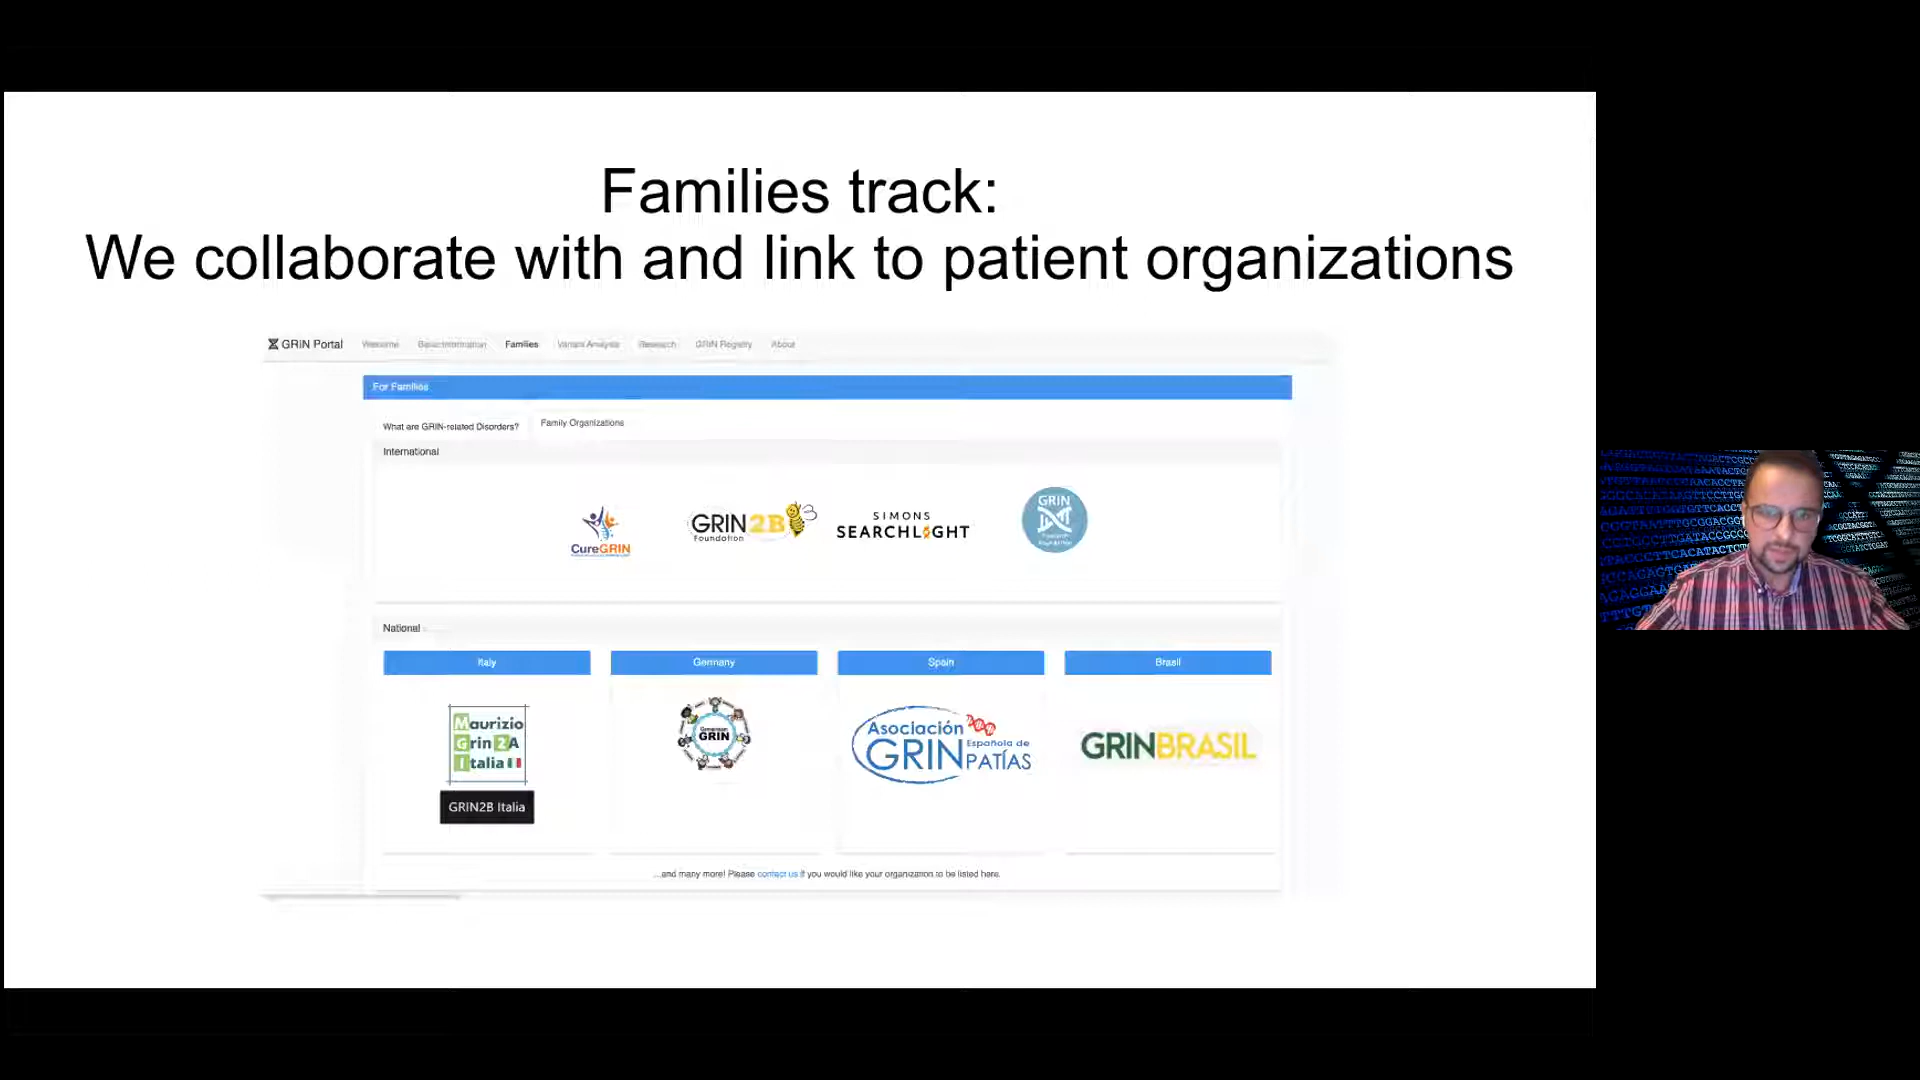 Families track:
We collaborate with and link to patient organizations
GRIN Portal Welcome Basic Information Families Variant Analysis Research GRIN Registry About
For Families
What are GRIN-related Disorders? Family Organizations
International
CureGRIN
GRIN2B
Foundation
SIMONS
SEARCHLIGHT
GRIN
National
Italy Germany Spain Brasil
Maurizio
Grin2A
Italia
GRIN2B Italia
GRIN
Asociación
GRINPATÍAS
Española de
GRINBRASIL
...and many more! Please contact us if you would like your organization to be listed here.